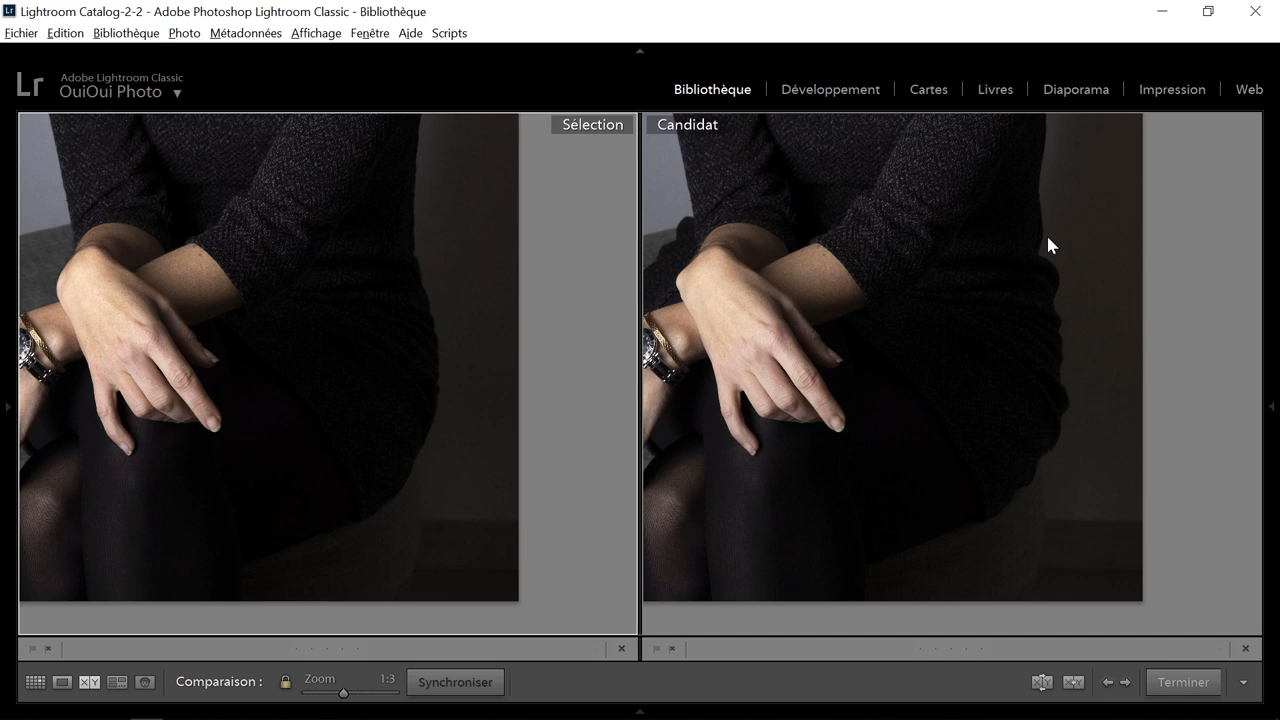 Lr Lightroom Catalog-2-2 - Adobe Photoshop Lightroom Classic - Bibliothèque
Fichier Edition Bibliothèque Photo Métadonnées Affichage Fenêtre Aide Scripts
Lr Adobe Lightroom Classic
OuiOui Photo
Bibliothèque Développement Cartes Livres Diaporama Impression Web
Sélection
Candidat
XY
Comparaison : Zoom 1:3 Synchroniser
Terminer